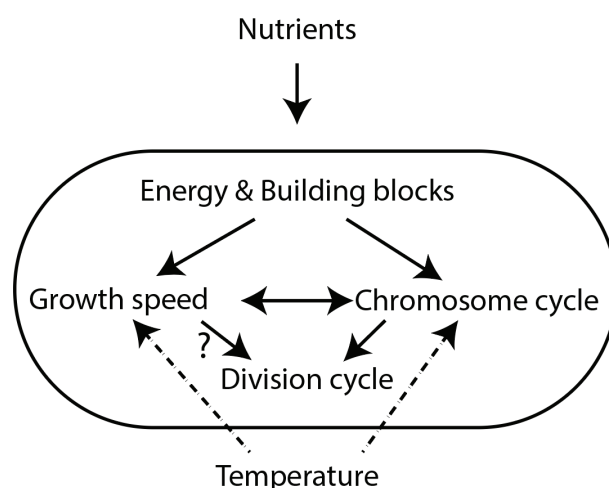 Nutrients
Energy & Building blocks
Growth speed
Chromosome cycle
?
Division cycle
Temperature